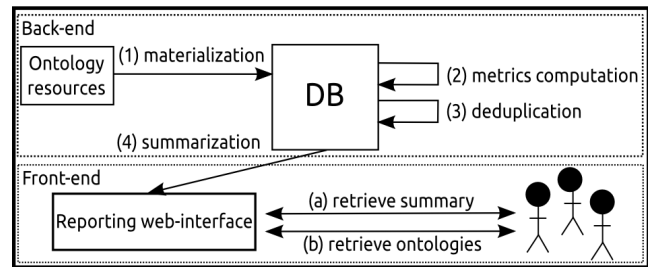 Back-end
Ontology
resources
(1) materialization
DB
(2) metrics computation
(3) deduplication
(4) summarization
Front-end
Reporting web-interface
(a) retrieve summary
(b) retrieve ontologies